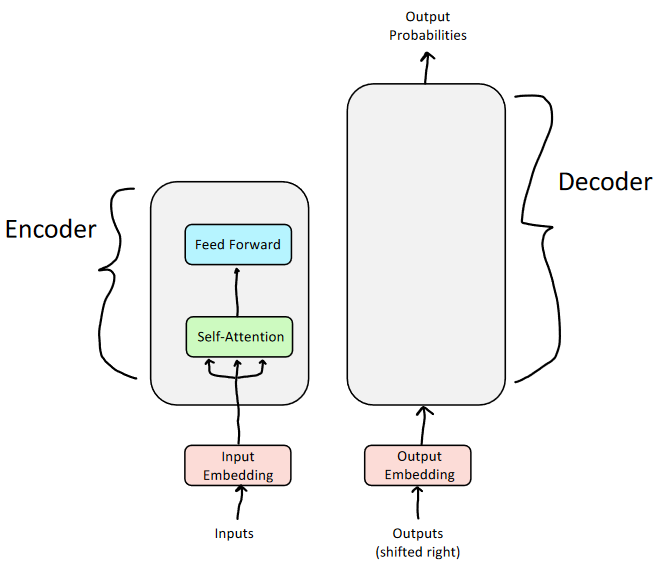 Output
Probabilities
Encoder
Decoder
Feed Forward
Self-Attention
Input
Embedding
Output
Embedding
Inputs
Outputs
(shifted right)